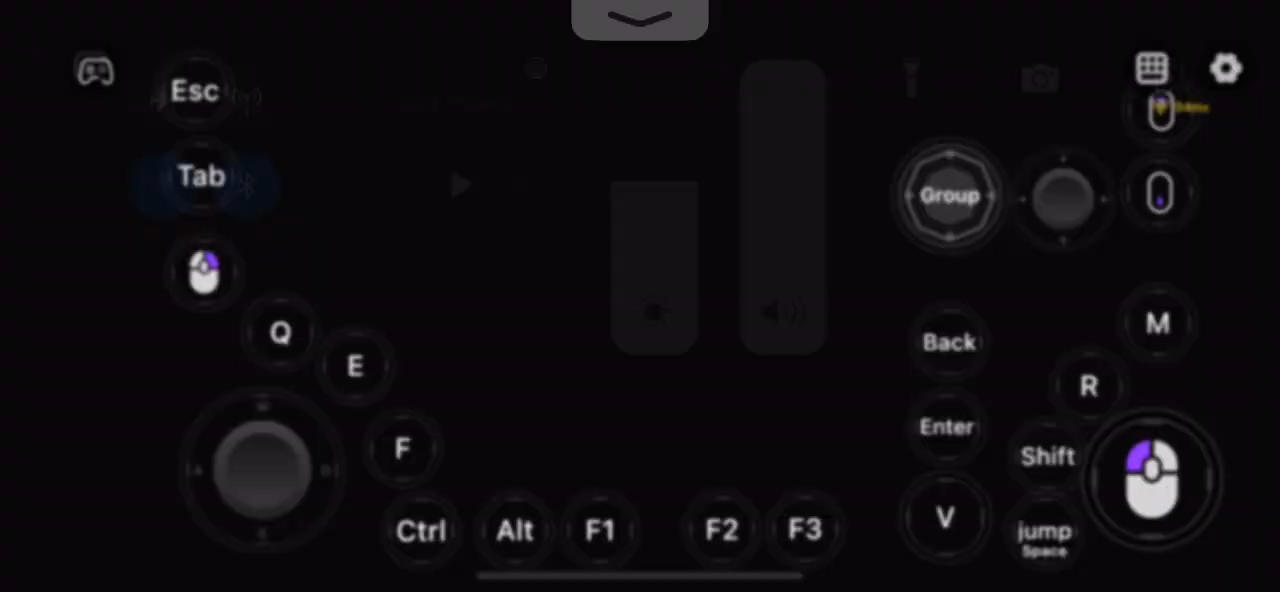 Esc
Tab
Group
Q
M
E
Back
R
F
Enter
Shift
V
Ctrl
Alt
F1
F2
F3
jump
Space
W
A
D